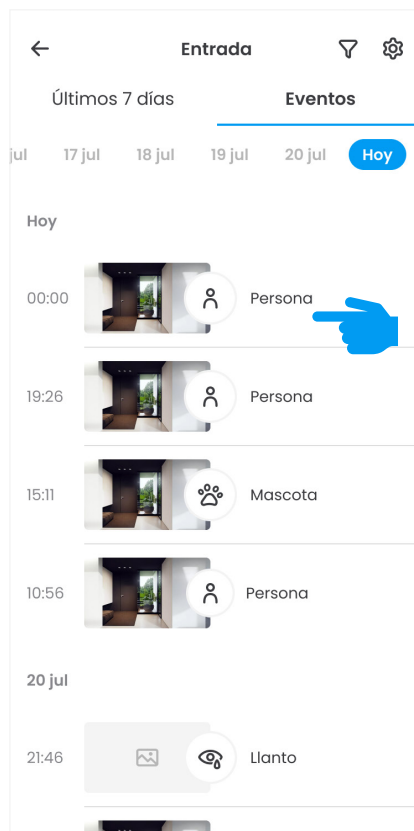 Entrada
Últimos 7 días Eventos
jul 17 jul 18 jul 19 jul 20 jul Hoy
Hoy
00:00 Persona
19:26 Persona
15:11 Mascota
10:56 Persona
20 jul
21:46 Llanto